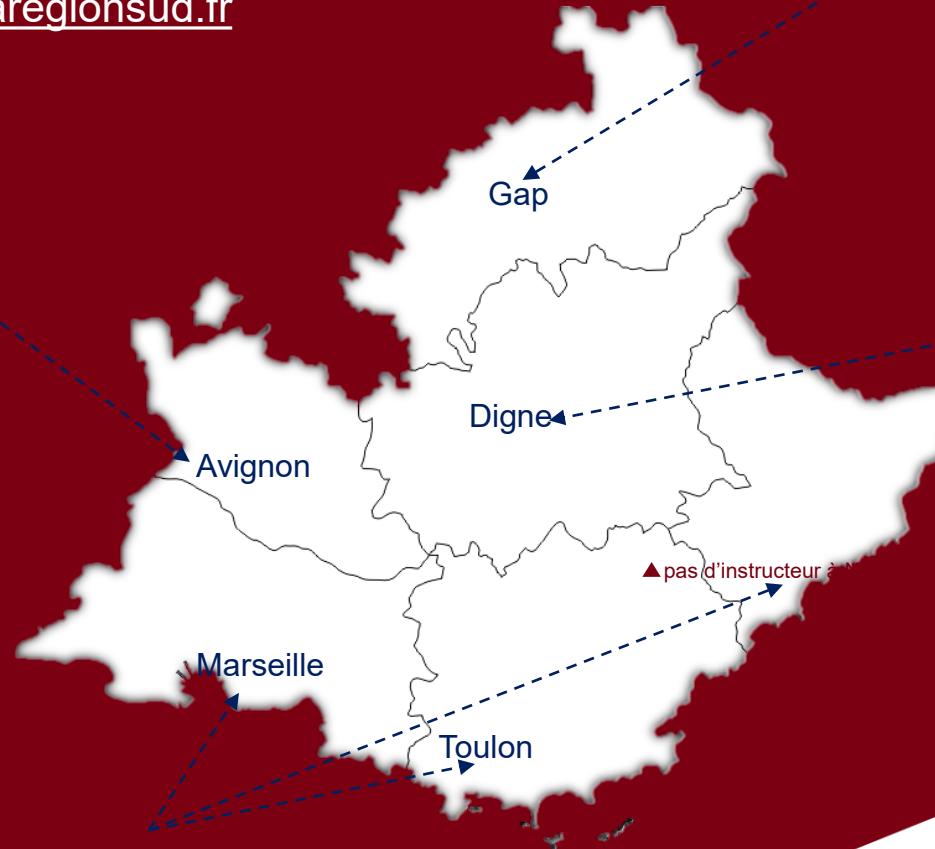 aregionsud.fr
Gap
Digne
Avignon
pas d’instructeur à
Marseille
Toulon